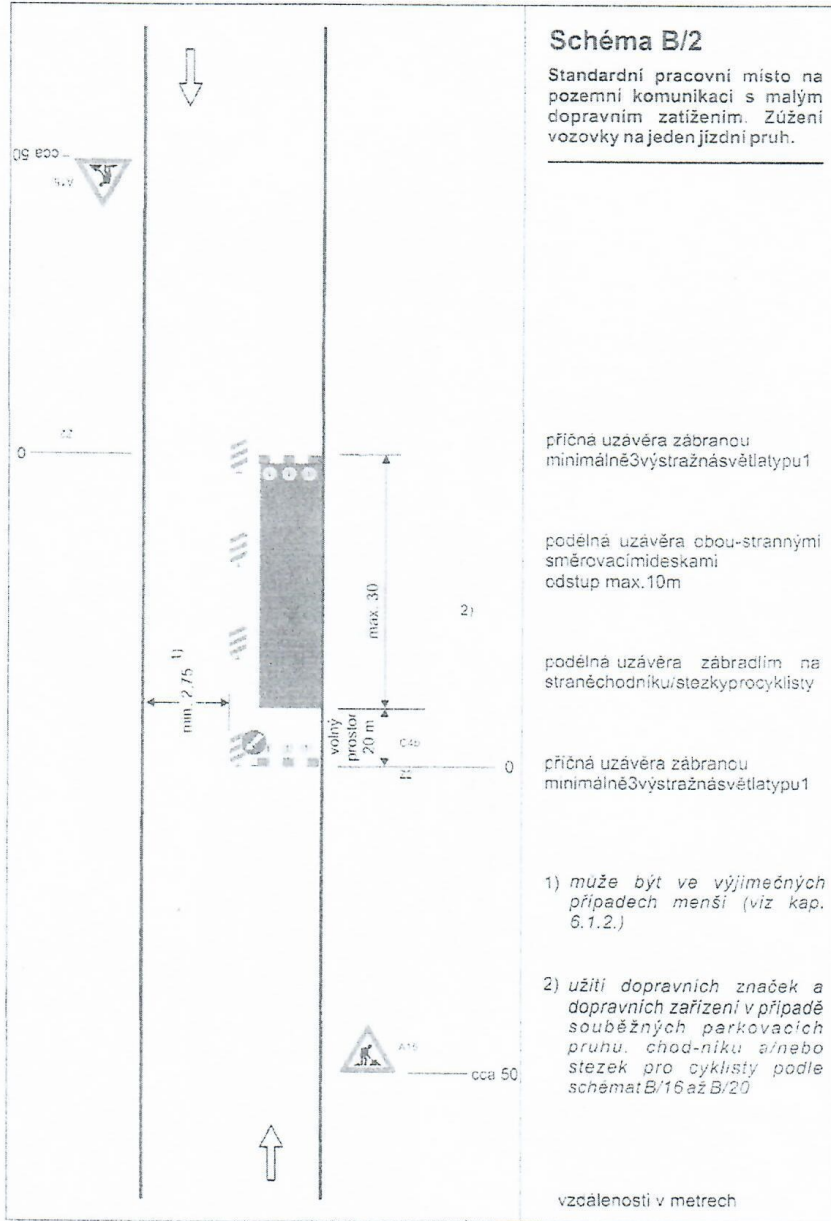 Schéma B/2
Standardní pracovní místo na
pozemní komunikaci s malým
dopravním zatížením. Zúžení
vozovky na jeden jízdní pruh.
cca 50
0
Z2
max. 30
2)
min. 2.75 1)
volný
prostor
20 m
C4b
Z2
0
A15
cca 50
příčná uzávěra zábranou
minimálně3výstražnásvětlatypu1
podélná uzávěra obou-strannými
směrovacímideskami
odstup max.10m
podélná uzávěra zábradlím na
straněchodníku/stezkyprocyklisty
příčná uzávěra zábranou
minimálně3výstražnásvětlatypu1
1) může být ve výjimečných
případech menší (viz kap.
6.1.2.)
2) užití dopravních značek a
dopravních zařízení v případě
souběžných parkovacích
pruhu, chod-níku a/nebo
stezek pro cyklisty podle
schémat B/16 až B/20
vzdálenosti v metrech